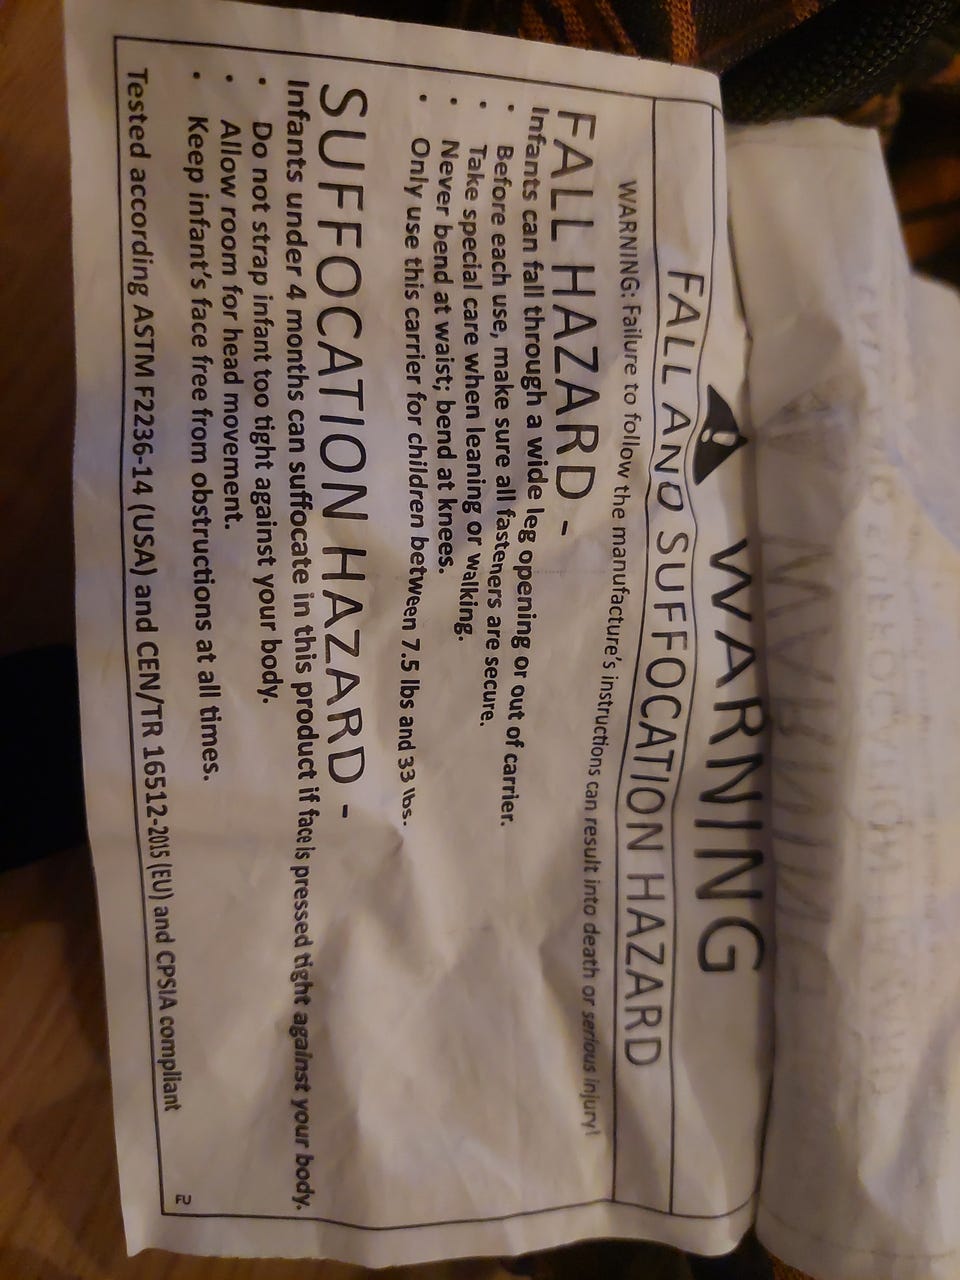 WARNING
FALL AND SUFFOCATION HAZARD
WARNING: Failure to follow the manufacture's instructions can result into death or serious injury!
FALL HAZARD -
Infants can fall through a wide leg opening or out of carrier.
• Before each use, make sure all fasteners are secure.
• Take special care when leaning or walking.
• Never bend at waist; bend at knees.
• Only use this carrier for children between 7.5 lbs and 33 lbs.
SUFFOCATION HAZARD -
Infants under 4 months can suffocate in this product if face is pressed tight against your body.
• Do not strap infant too tight against your body.
• Allow room for head movement.
• Keep infant's face free from obstructions at all times.
Tested according ASTM F2236-14 (USA) and CEN/TR 16512-2015 (EU) and CPSIA compliant